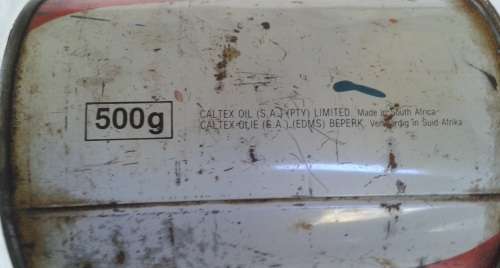 500g
CALTEX OIL (S.A.) (PTY) LIMITED. Made in South Africa
CALTEX OLIE (S.A.) (EDMS) BEPERK. Vervaardig in Suid Afrika